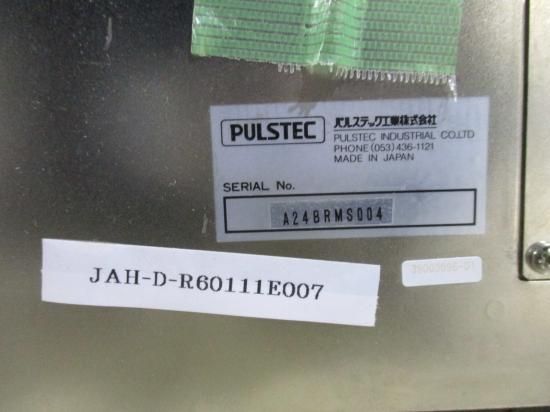 PULSTEC
パルステック工業株式会社
PULSTEC INDUSTRIAL CO.,LTD
PHONE (053) 436-1121
MADE IN JAPAN
SERIAL No.
A24BRMS004
JAH-D-R60111E007